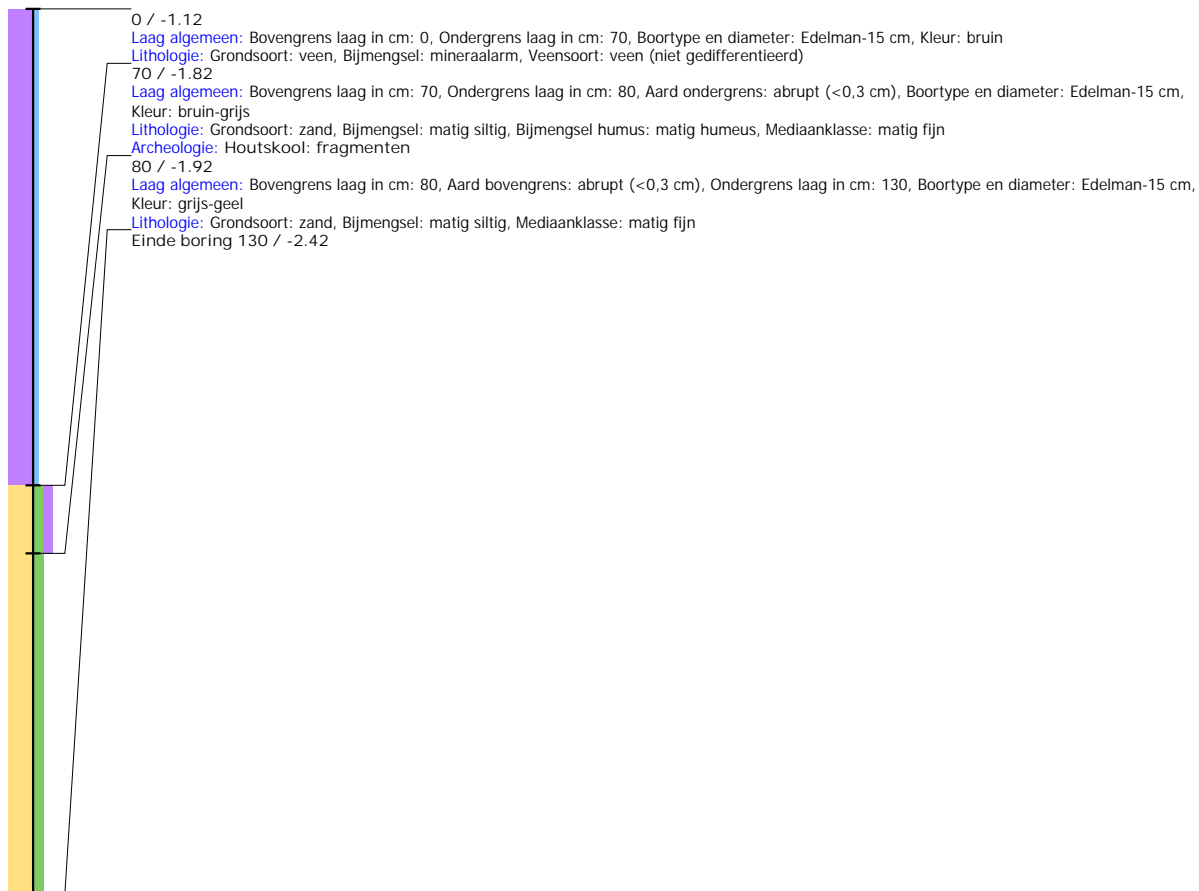 0 / -1.12
Laag algemeen: Bovengrens laag in cm: 0, Ondergrens laag in cm: 70, Boortype en diameter: Edelman-15 cm, Kleur: bruin
Lithologie: Grondsoort: veen, Bijmengsel: mineraalarm, Veensoort: veen (niet gedifferentieerd)
70 / -1.82
Laag algemeen: Bovengrens laag in cm: 70, Ondergrens laag in cm: 80, Aard ondergrens: abrupt (<0,3 cm), Boortype en diameter: Edelman-15 cm,
Kleur: bruin-grijs
Lithologie: Grondsoort: zand, Bijmengsel: matig siltig, Bijmengsel humus: matig humeus, Mediaanklasse: matig fijn
Archeologie: Houtskool: fragmenten
80 / -1.92
Laag algemeen: Bovengrens laag in cm: 80, Aard bovengrens: abrupt (<0,3 cm), Ondergrens laag in cm: 130, Boortype en diameter: Edelman-15 cm,
Kleur: grijs-geel
Lithologie: Grondsoort: zand, Bijmengsel: matig siltig, Mediaanklasse: matig fijn
Einde boring 130 / -2.42